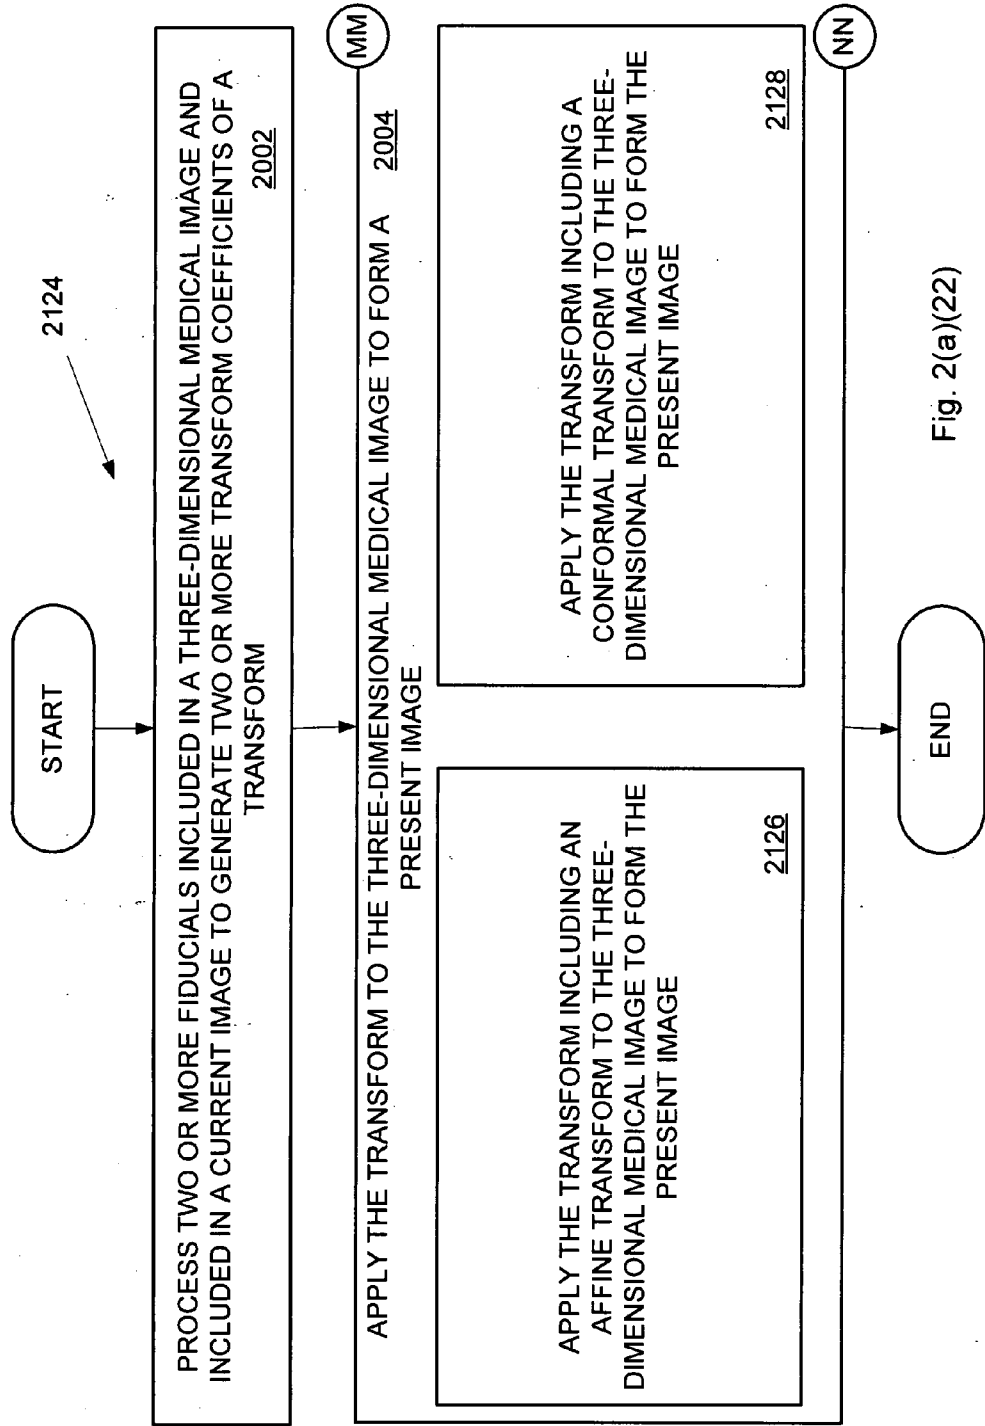 2124
START
PROCESS TWO OR MORE FIDUCIALS INCLUDED IN A THREE-DIMENSIONAL MEDICAL IMAGE AND
INCLUDED IN A CURRENT IMAGE TO GENERATE TWO OR MORE TRANSFORM COEFFICIENTS OF A
TRANSFORM
2002
MM
APPLY THE TRANSFORM TO THE THREE-DIMENSIONAL MEDICAL IMAGE TO FORM A
PRESENT IMAGE
2004
APPLY THE TRANSFORM INCLUDING AN
AFFINE TRANSFORM TO THE THREE-
DIMENSIONAL MEDICAL IMAGE TO FORM THE
PRESENT IMAGE
2126
APPLY THE TRANSFORM INCLUDING A
CONFORMAL TRANSFORM TO THE THREE-
DIMENSIONAL MEDICAL IMAGE TO FORM THE
PRESENT IMAGE
2128
NN
END
Fig. 2(a)(22)